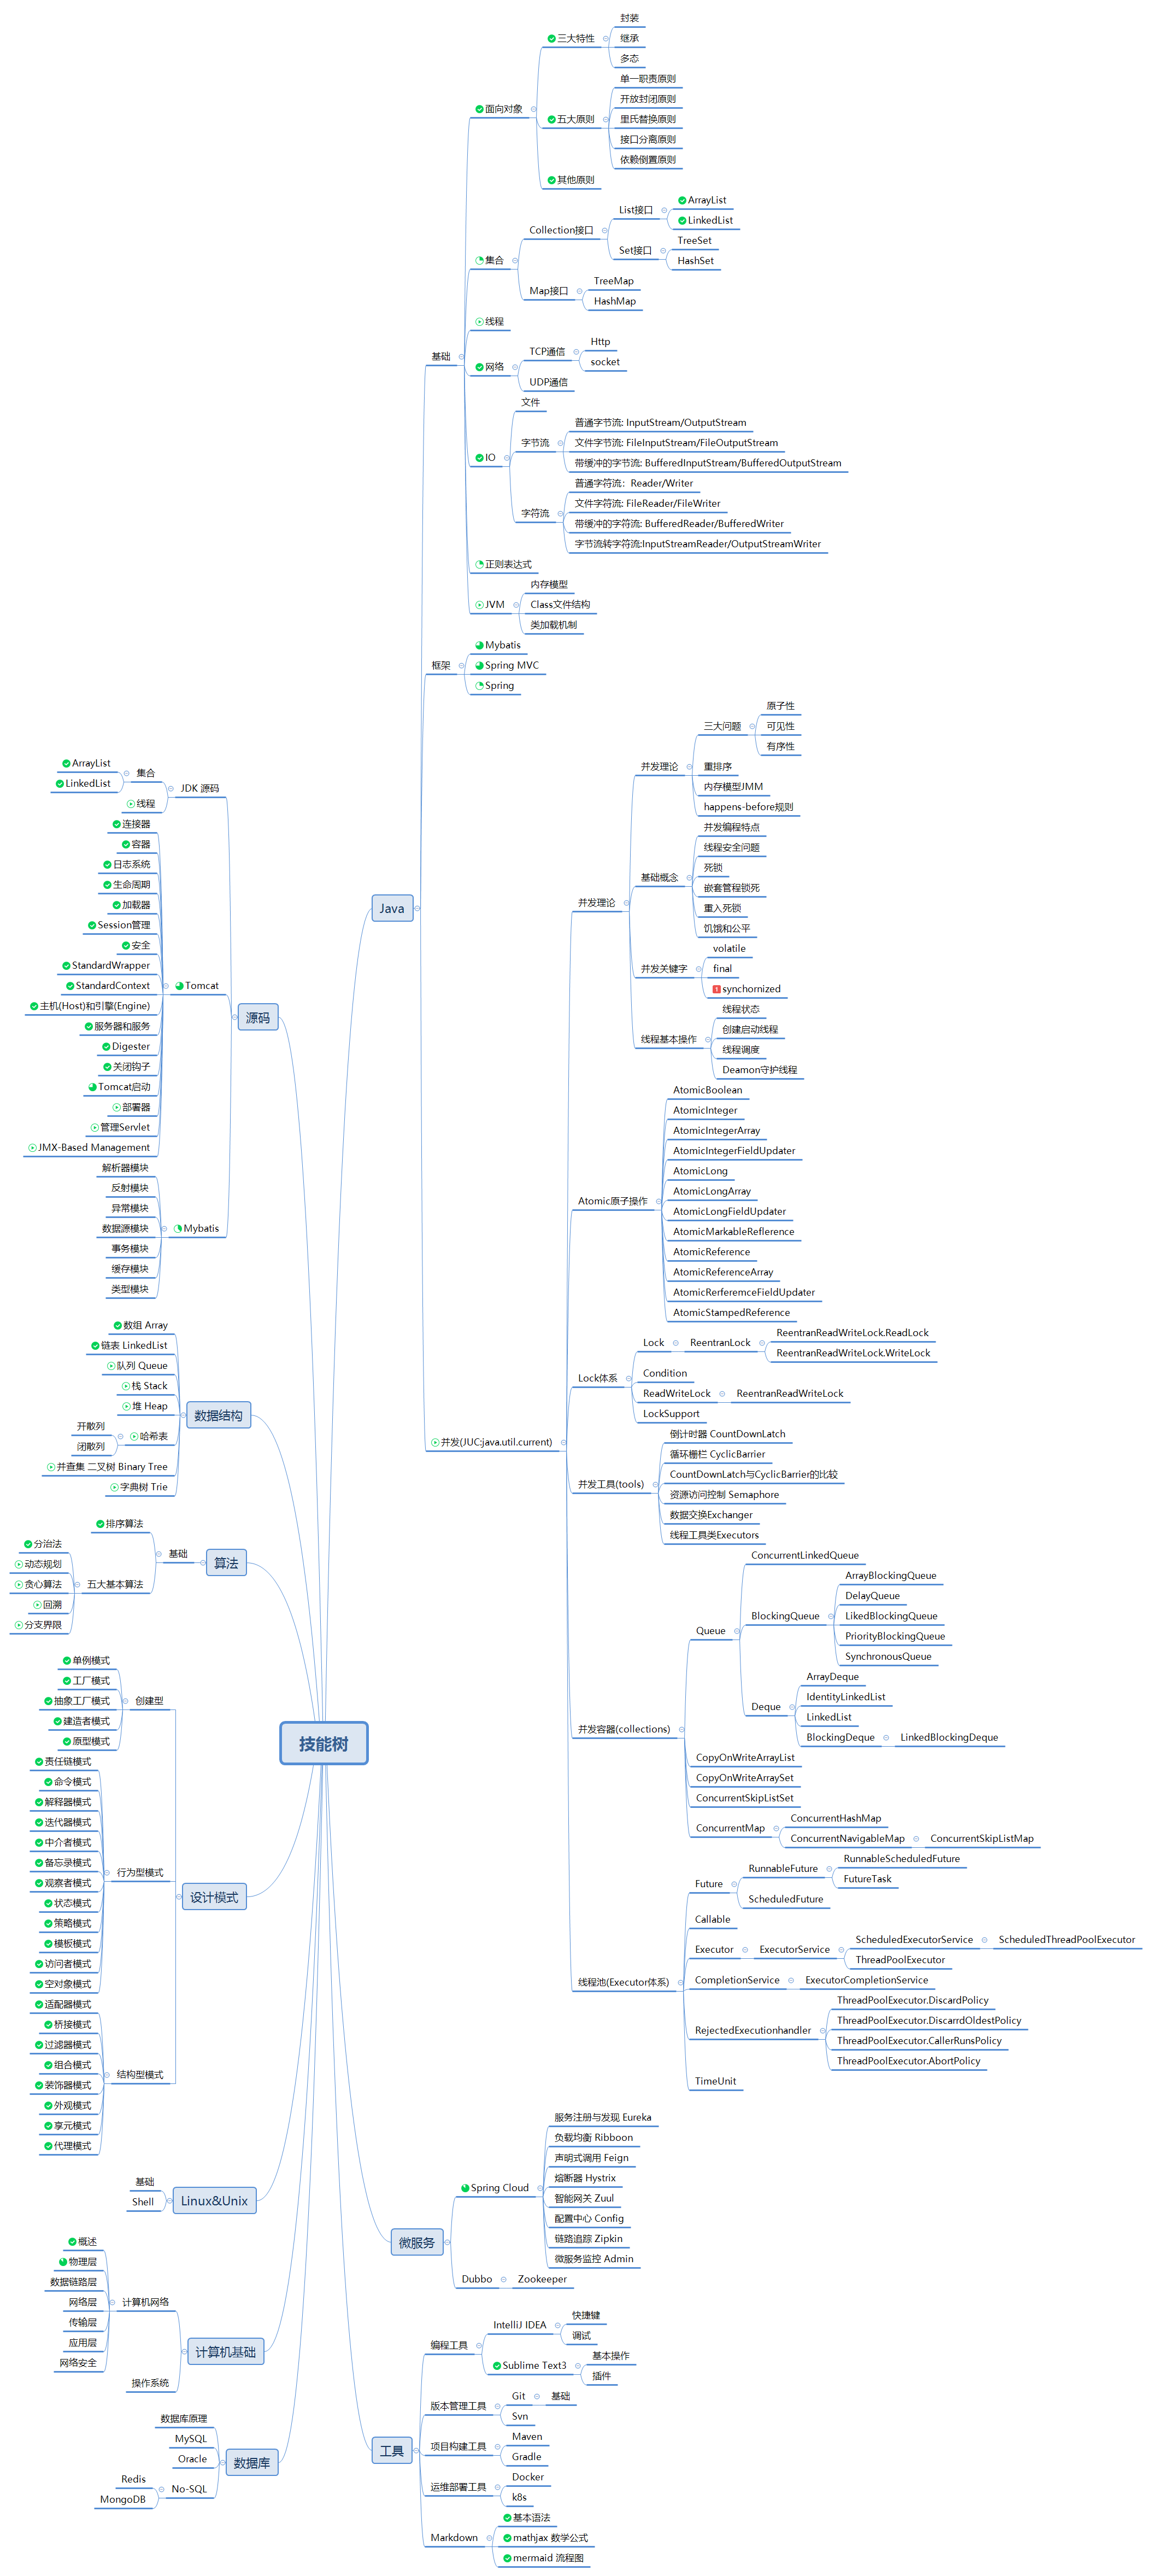 技能树
Java
基础
面向对象
三大特性
封装
继承
多态
五大原则
单一职责原则
开放封闭原则
里氏替换原则
接口分离原则
依赖倒置原则
其他原则
集合
Collection接口
List接口
ArrayList
LinkedList
Set接口
TreeSet
HashSet
Map接口
TreeMap
HashMap
线程
网络
TCP通信
Http
socket
UDP通信
IO
文件
字节流
普通字节流: InputStream/OutputStream
文件字节流: FileInputStream/FileOutputStream
带缓冲的字节流: BufferedInputStream/BufferedOutputStream
字符流
普通字符流：Reader/Writer
文件字符流: FileReader/FileWriter
带缓冲的字符流: BufferedReader/BufferedWriter
字节流转字符流:InputStreamReader/OutputStreamWriter
正则表达式
JVM
内存模型
Class文件结构
类加载机制
框架
Mybatis
Spring MVC
Spring
并发(JUC:java.util.current)
并发理论
并发理论
三大问题
原子性
可见性
有序性
重排序
内存模型JMM
happens-before规则
基础概念
并发编程特点
线程安全问题
死锁
嵌套管程锁死
重入死锁
饥饿和公平
并发关键字
volatile
final
1
synchornized
线程基本操作
线程状态
创建启动线程
线程调度
Deamon守护线程
Atomic原子操作
AtomicBoolean
AtomicInteger
AtomicIntegerArray
AtomicIntegerFieldUpdater
AtomicLong
AtomicLongArray
AtomicLongFieldUpdater
AtomicMarkableReflerence
AtomicReference
AtomicReferenceArray
AtomicRerferemceFieldUpdater
AtomicStampedReference
Lock体系
Lock
ReentranLock
ReentranReadWriteLock.ReadLock
ReentranReadWriteLock.WriteLock
Condition
ReadWriteLock
ReentranReadWriteLock
LockSupport
并发工具(tools)
倒计时器 CountDownLatch
循环栅栏 CyclicBarrier
CountDownLatch与CyclicBarrier的比较
资源访问控制 Semaphore
数据交换Exchanger
线程工具类Executors
并发容器(collections)
Queue
ConcurrentLinkedQueue
BlockingQueue
ArrayBlockingQueue
DelayQueue
LikedBlockingQueue
PriorityBlockingQueue
SynchronousQueue
Deque
ArrayDeque
IdentityLinkedList
LinkedList
BlockingDeque
LinkedBlockingDeque
CopyOnWriteArrayList
CopyOnWriteArraySet
ConcurrentSkipListSet
ConcurrentMap
ConcurrentHashMap
ConcurrentNavigableMap
ConcurrentSkipListMap
线程池(Executor体系)
Future
RunnableFuture
RunnableScheduledFuture
FutureTask
ScheduledFuture
Callable
Executor
ExecutorService
ScheduledExecutorService
ScheduledThreadPoolExecutor
ThreadPoolExecutor
CompletionService
ExecutorCompletionService
RejectedExecutionhandler
ThreadPoolExecutor.DiscardPolicy
ThreadPoolExecutor.DiscarrdOldestPolicy
ThreadPoolExecutor.CallerRunsPolicy
ThreadPoolExecutor.AbortPolicy
TimeUnit
微服务
Spring Cloud
服务注册与发现 Eureka
负载均衡 Ribboon
声明式调用 Feign
熔断器 Hystrix
智能网关 Zuul
配置中心 Config
链路追踪 Zipkin
微服务监控 Admin
Dubbo
Zookeeper
工具
编程工具
IntelliJ IDEA
快捷键
调试
Sublime Text3
基本操作
插件
版本管理工具
Git
基础
Svn
项目构建工具
Maven
Gradle
运维部署工具
Docker
k8s
Markdown
基本语法
mathjax 数学公式
mermaid 流程图
源码
JDK 源码
集合
ArrayList
LinkedList
线程
Tomcat
连接器
容器
日志系统
生命周期
加载器
Session管理
安全
StandardWrapper
StandardContext
主机(Host)和引擎(Engine)
服务器和服务
Digester
关闭钩子
Tomcat启动
部署器
管理Servlet
JMX-Based Management
Mybatis
解析器模块
反射模块
异常模块
数据源模块
事务模块
缓存模块
类型模块
数据结构
数组 Array
链表 LinkedList
队列 Queue
栈 Stack
堆 Heap
哈希表
开散列
闭散列
并查集 二叉树 Binary Tree
字典树 Trie
算法
基础
排序算法
五大基本算法
分治法
动态规划
贪心算法
回溯
分支界限
设计模式
创建型
单例模式
工厂模式
抽象工厂模式
建造者模式
原型模式
行为型模式
责任链模式
命令模式
解释器模式
迭代器模式
中介者模式
备忘录模式
观察者模式
状态模式
策略模式
模板模式
访问者模式
空对象模式
结构型模式
适配器模式
桥接模式
过滤器模式
组合模式
装饰器模式
外观模式
享元模式
代理模式
Linux&Unix
基础
Shell
计算机基础
计算机网络
概述
物理层
数据链路层
网络层
传输层
应用层
网络安全
操作系统
数据库
数据库原理
MySQL
Oracle
No-SQL
Redis
MongoDB